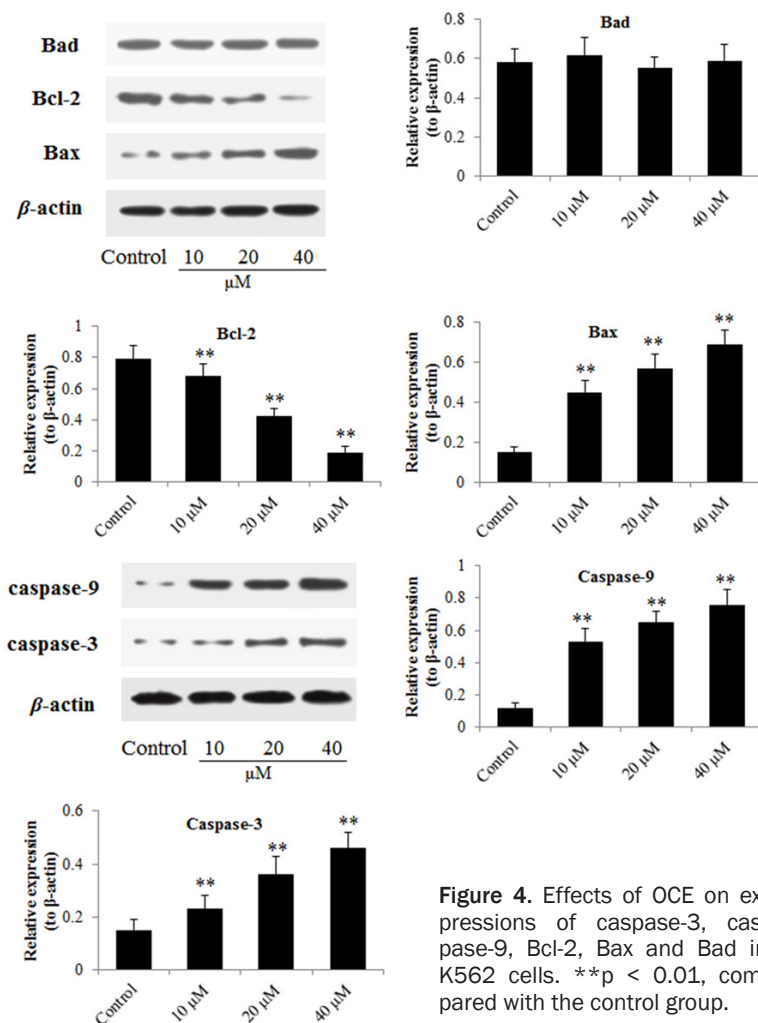 Bad
Bcl-2
Bax
β-actin
Control 10 20 40
µM
Bad
Relative expression
(to β-actin)
0.8
0.6
0.4
0.2
0
Control
10 µM
20 µM
40 µM
Bcl-2
Relative expression
(to β-actin)
1
0.8
0.6
0.4
0.2
0
**
**
**
Control
10 µM
20 µM
40 µM
Bax
Relative expression
(to β-actin)
0.8
0.6
0.4
0.2
0
**
**
**
Control
10 µM
20 µM
40 µM
caspase-9
caspase-3
β-actin
Control 10 20 40
µM
Caspase-9
Relative expression
(to β-actin)
1
0.8
0.6
0.4
0.2
0
**
**
**
Control
10 µM
20 µM
40 µM
Caspase-3
Relative expression
(to β-actin)
0.6
0.4
0.2
0
**
**
**
Control
10 µM
20 µM
40 µM
Figure 4. Effects of OCE on ex-
pressions of caspase-3, cas-
pase-9, Bcl-2, Bax and Bad in
K562 cells. **p < 0.01, com-
pared with the control group.